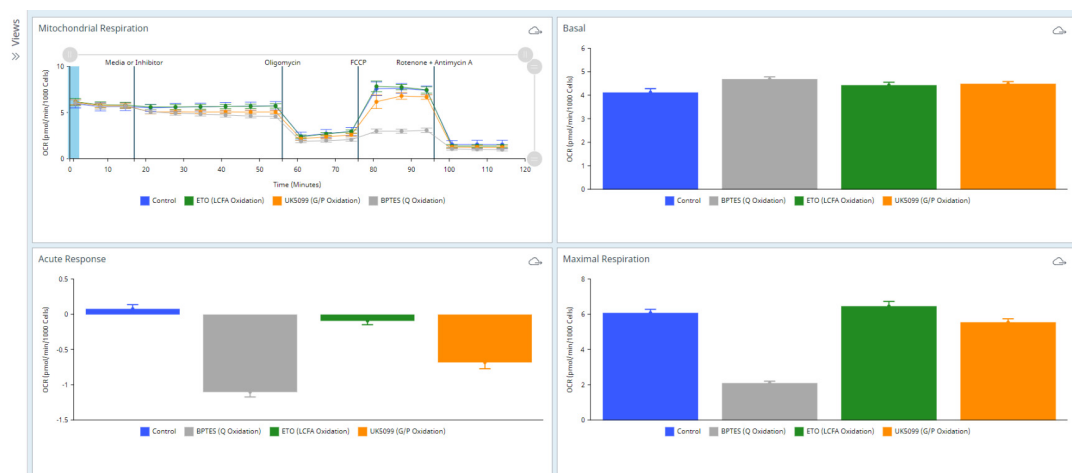 Views
Mitochondrial Respiration
Media or Inhibitor Oligomycin FCCP Rotenone + Antimycin A
OCR (pmol/min/1000 Cells)
10
5
0
0 10 20 30 40 50 60 70 80 90 100 110 120
Time (Minutes)
Control ETO (LCFA Oxidation) UK5099 (G/P Oxidation) BPTES (Q Oxidation)
Basal
OCR (pmol/min/1000 Cells)
6
5
4
3
2
1
0
Control BPTES (Q Oxidation) ETO (LCFA Oxidation) UK5099 (G/P Oxidation)
Acute Response
OCR (pmol/min/1000 Cells)
0.5
0
-0.5
-1
-1.5
Control BPTES (Q Oxidation) ETO (LCFA Oxidation) UK5099 (G/P Oxidation)
Maximal Respiration
OCR (pmol/min/1000 Cells)
8
6
4
2
0
Control BPTES (Q Oxidation) ETO (LCFA Oxidation) UK5099 (G/P Oxidation)